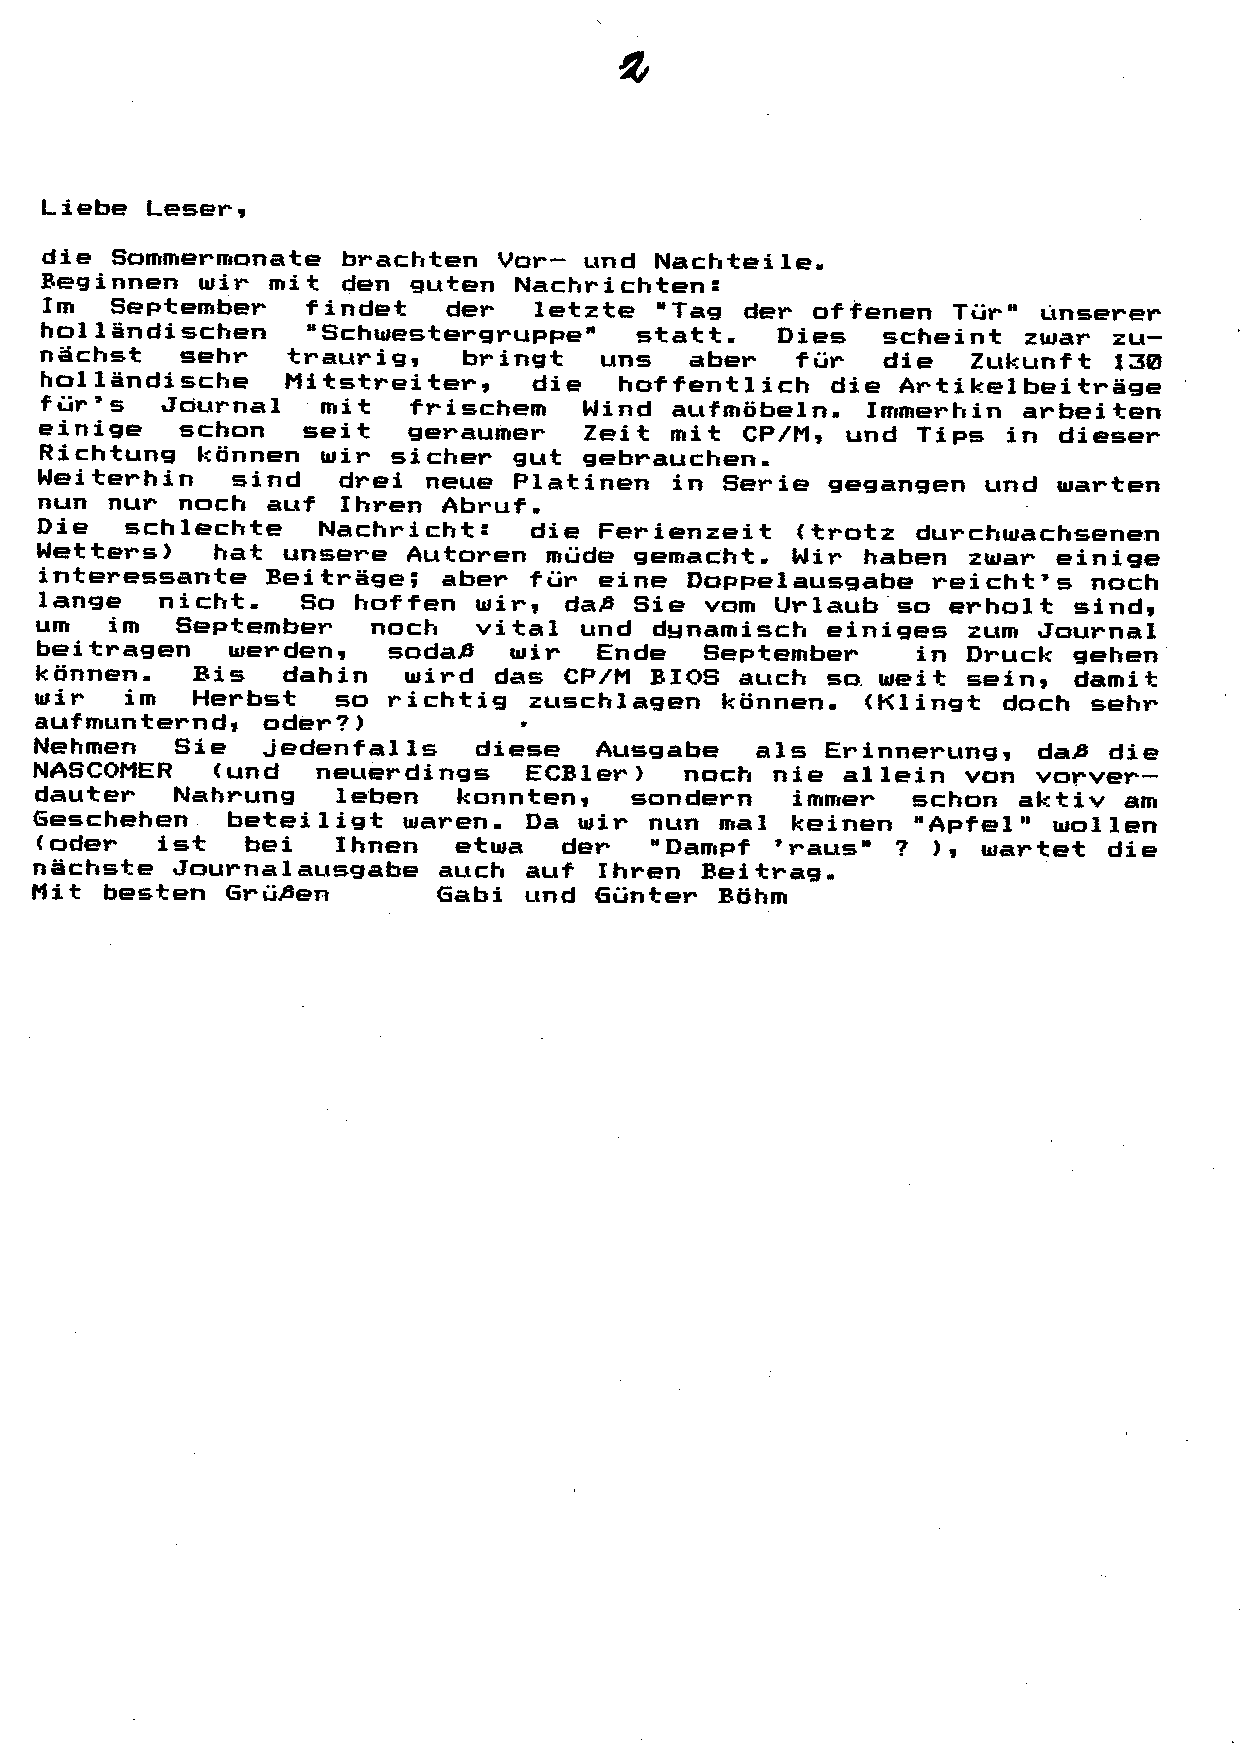 2
Liebe Leser,
die Sommermonate brachten Vor- und Nachteile.
Beginnen wir mit den guten Nachrichten:
Im September findet der letzte "Tag der offenen Tür" unserer
holländischen "Schwestergruppe" statt. Dies scheint zwar zu-
nächst sehr traurig, bringt uns aber für die Zukunft 130
holländische Mitstreiter, die hoffentlich die Artikelbeiträge
für's Journal mit frischem Wind aufmöbeln. Immerhin arbeiten
einige schon seit geraumer Zeit mit CP/M, und Tips in dieser
Richtung können wir sicher gut gebrauchen.
Weiterhin sind drei neue Platinen in Serie gegangen und warten
nun nur noch auf Ihren Abruf.
Die schlechte Nachricht: die Ferienzeit (trotz durchwachsenen
Wetters) hat unsere Autoren müde gemacht. Wir haben zwar einige
interessante Beiträge; aber für eine Doppelausgabe reicht's noch
lange nicht. So hoffen wir, daß Sie vom Urlaub so erholt sind,
um im September noch vital und dynamisch einiges zum Journal
beitragen werden, sodaß wir Ende September in Druck gehen
können. Bis dahin wird das CP/M BIOS auch so weit sein, damit
wir im Herbst so richtig zuschlagen können. (Klingt doch sehr
aufmunternd, oder?)
Nehmen Sie jedenfalls diese Ausgabe als Erinnerung, daß die
NASCOMER (und neuerdings ECBler) noch nie allein von vorver-
dauter Nahrung leben konnten, sondern immer schon aktiv am
Geschehen beteiligt waren. Da wir nun mal keinen "Apfel" wollen
(oder ist bei Ihnen etwa der "Dampf 'raus" ? ), wartet die
nächste Journalausgabe auch auf Ihren Beitrag.
Mit besten Grüßen Gabi und Günter Böhm